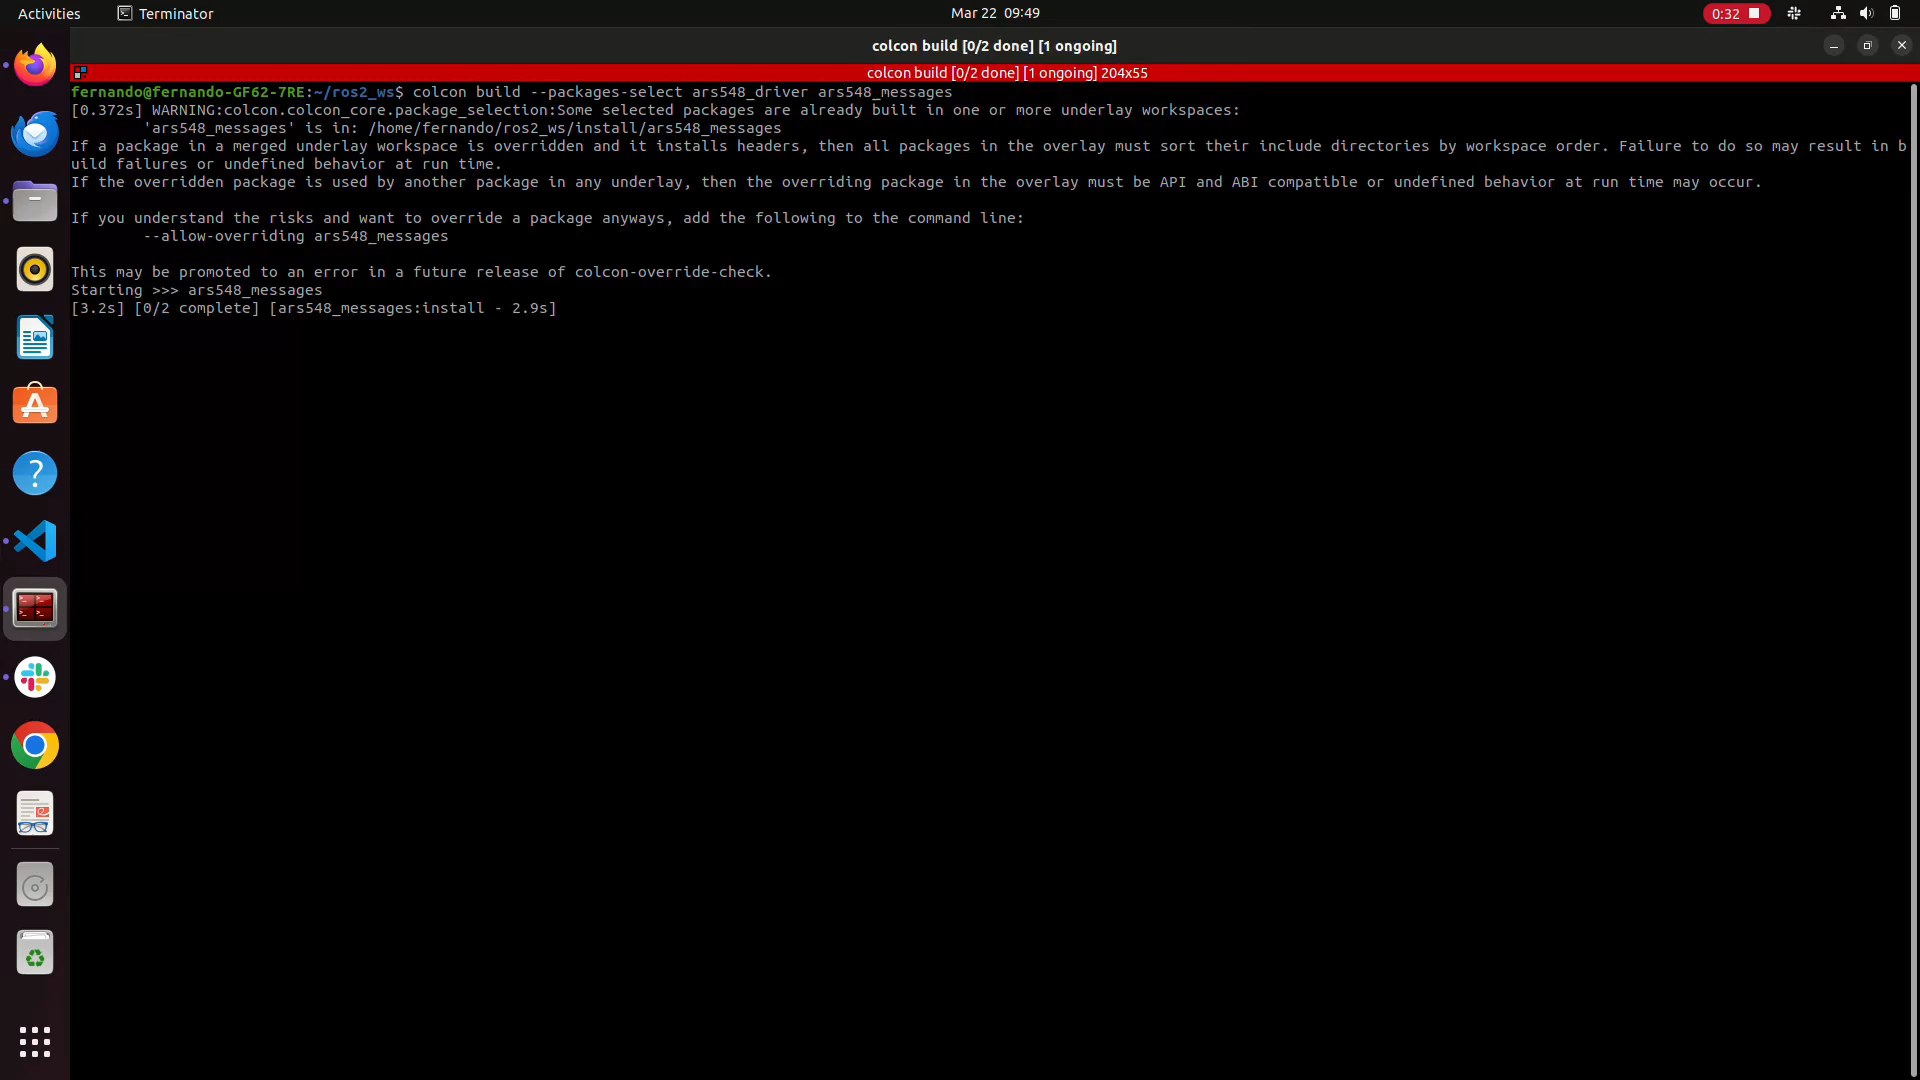 Activities
Terminator
Mar 22 09:49
0:32
colcon build [0/2 done] [1 ongoing]
colcon build [0/2 done] [1 ongoing] 204x55
fernando@fernando-GF62-7RE:~/ros2_ws$ colcon build --packages-select ars548_driver ars548_messages
[0.372s] WARNING:colcon.colcon_core.package_selection:Some selected packages are already built in one or more underlay workspaces:
'ars548_messages' is in: /home/fernando/ros2_ws/install/ars548_messages
If a package in a merged underlay workspace is overridden and it installs headers, then all packages in the overlay must sort their include directories by workspace order. Failure to do so may result in b
uild failures or undefined behavior at run time.
If the overridden package is used by another package in any underlay, then the overriding package in the overlay must be API and ABI compatible or undefined behavior at run time may occur.
If you understand the risks and want to override a package anyways, add the following to the command line:
--allow-overriding ars548_messages
This may be promoted to an error in a future release of colcon-override-check.
Starting >>> ars548_messages
[3.2s] [0/2 complete] [ars548_messages:install - 2.9s]